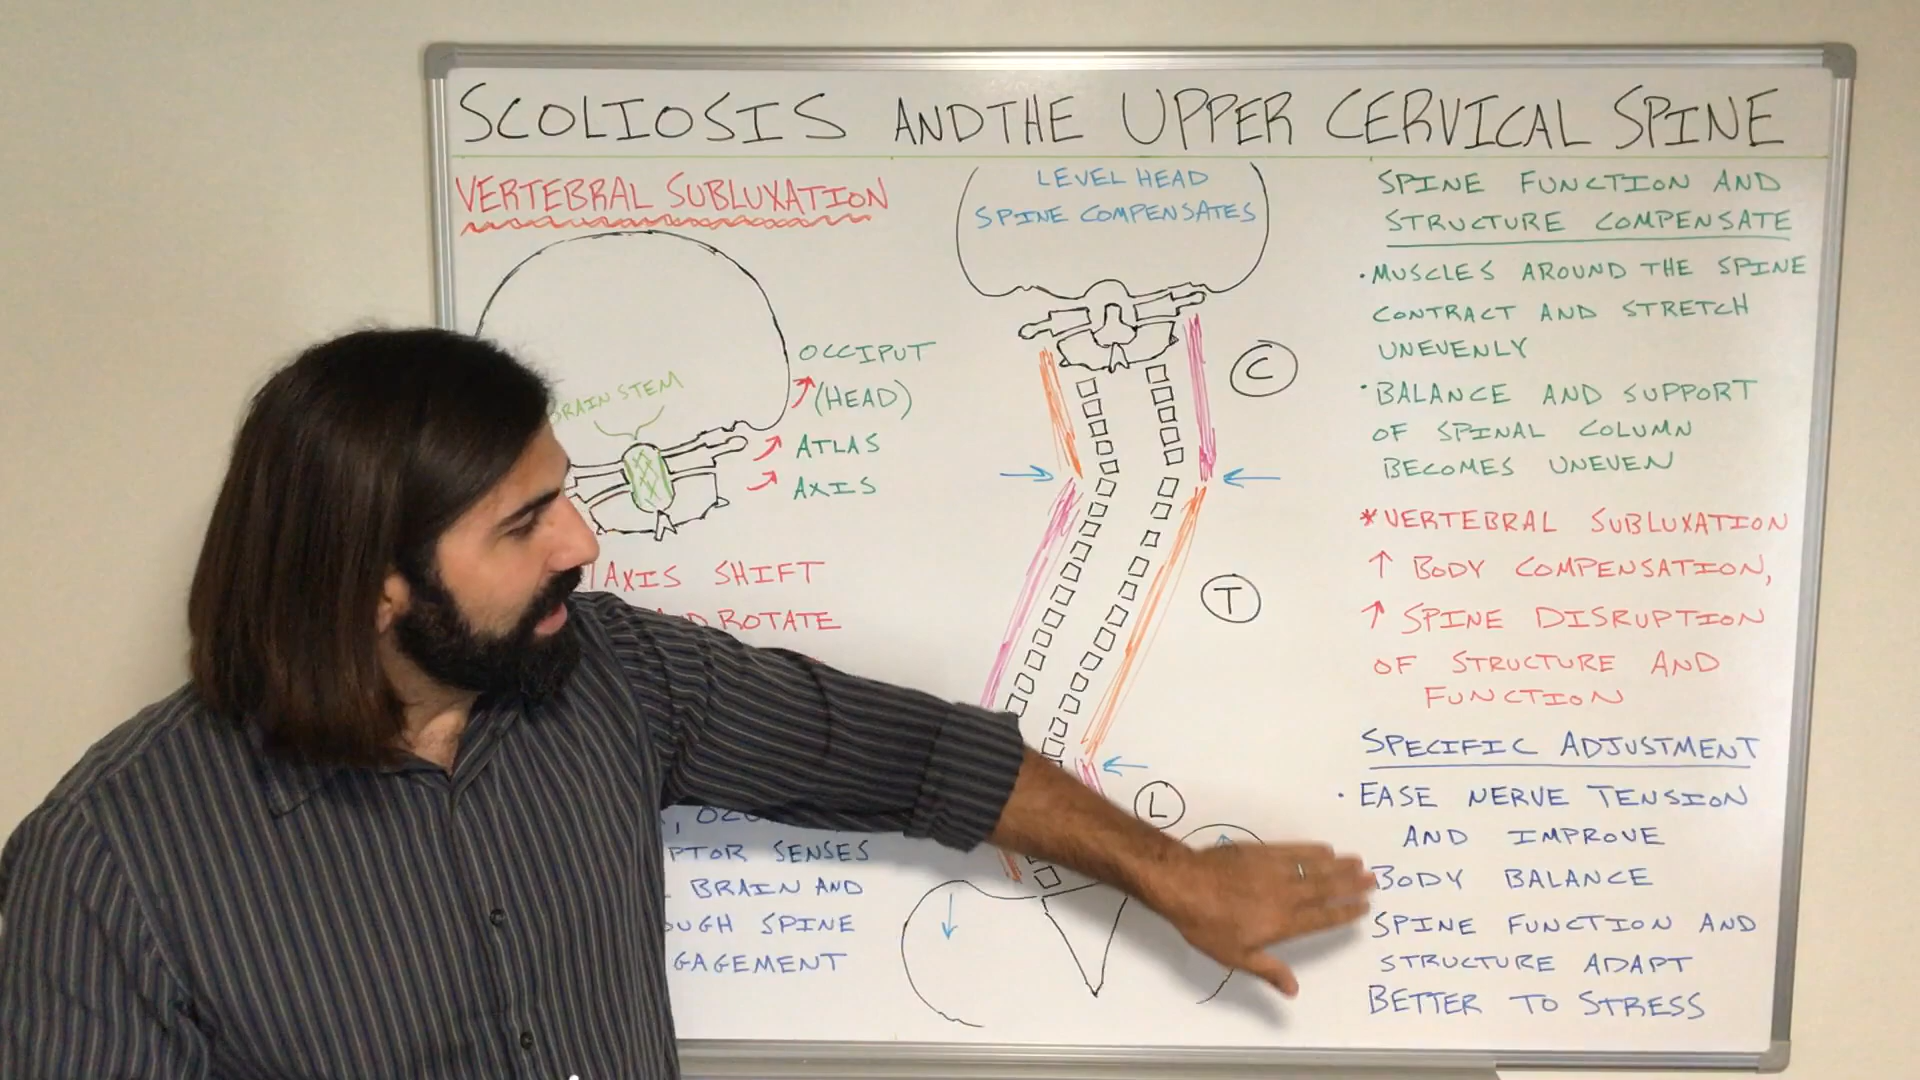 SCOLIOSIS AND THE UPPER CERVICAL SPINE
VERTEBRAL SUBLUXATION
BRAIN STEM
OCCIPUT
(HEAD)
ATLAS
AXIS
/AXIS SHIFT
ROTATE
SENSES
BRAIN AND
SPINE
LEVEL HEAD
SPINE COMPENSATES
C
T
L
SPINE FUNCTION AND
STRUCTURE COMPENSATE
• MUSCLES AROUND THE SPINE
CONTRACT AND STRETCH
UNEVENLY
• BALANCE AND SUPPORT
OF SPINAL COLUMN
BECOMES UNEVEN
* VERTEBRAL SUBLUXATION
↑ BODY COMPENSATION,
↑ SPINE DISRUPTION
OF STRUCTURE AND
FUNCTION
SPECIFIC ADJUSTMENT
• EASE NERVE TENSION
AND IMPROVE
BODY BALANCE
SPINE FUNCTION AND
STRUCTURE ADAPT
BETTER TO STRESS